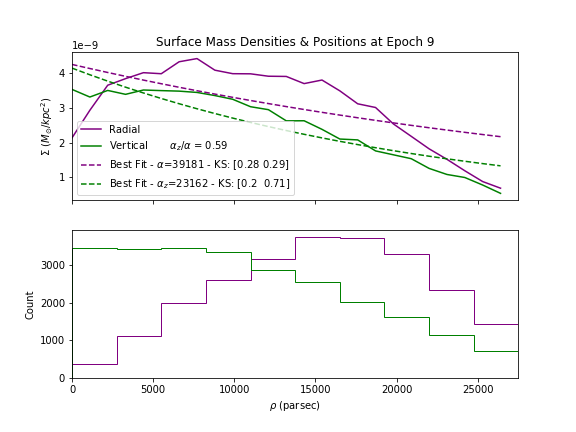 Surface Mass Densities & Positions at Epoch 9
1e−9
4
3
2
1
Σ (M⊙/kpc²)
Radial
Vertical α_z/α = 0.59
Best Fit - α=39181 - KS: [0.28 0.29]
Best Fit - α_z=23162 - KS: [0.2 0.71]
3000
2000
1000
0
Count
0 5000 10000 15000 20000 25000
ρ (parsec)